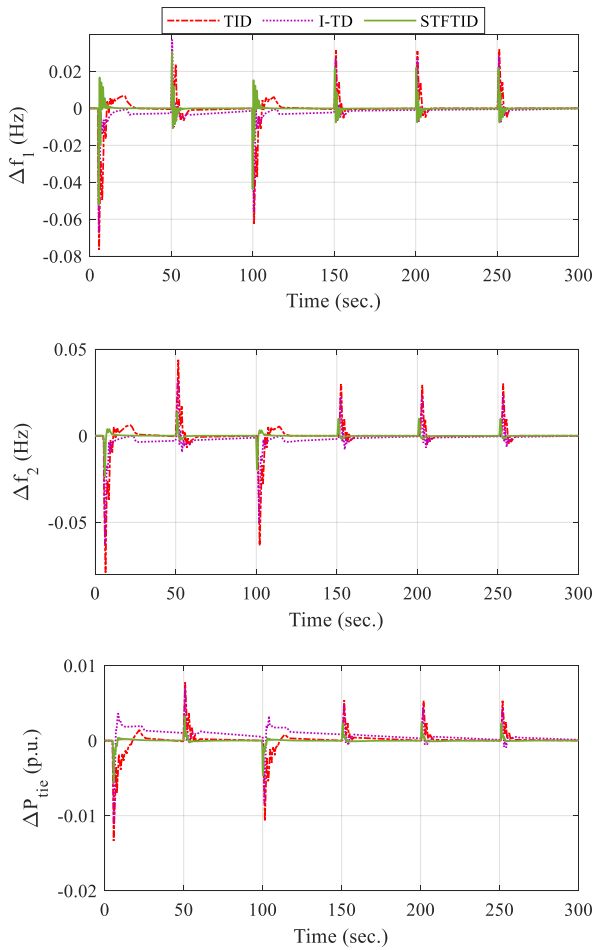 TID I-TD STFTID
0.02
0
-0.02
-0.04
-0.06
-0.08
Δf1 (Hz)
0 50 100 150 200 250 300
Time (sec.)
0.05
0
-0.05
Δf2 (Hz)
0 50 100 150 200 250 300
Time (sec.)
0.01
0
-0.01
-0.02
ΔPtie (p.u.)
0 50 100 150 200 250 300
Time (sec.)